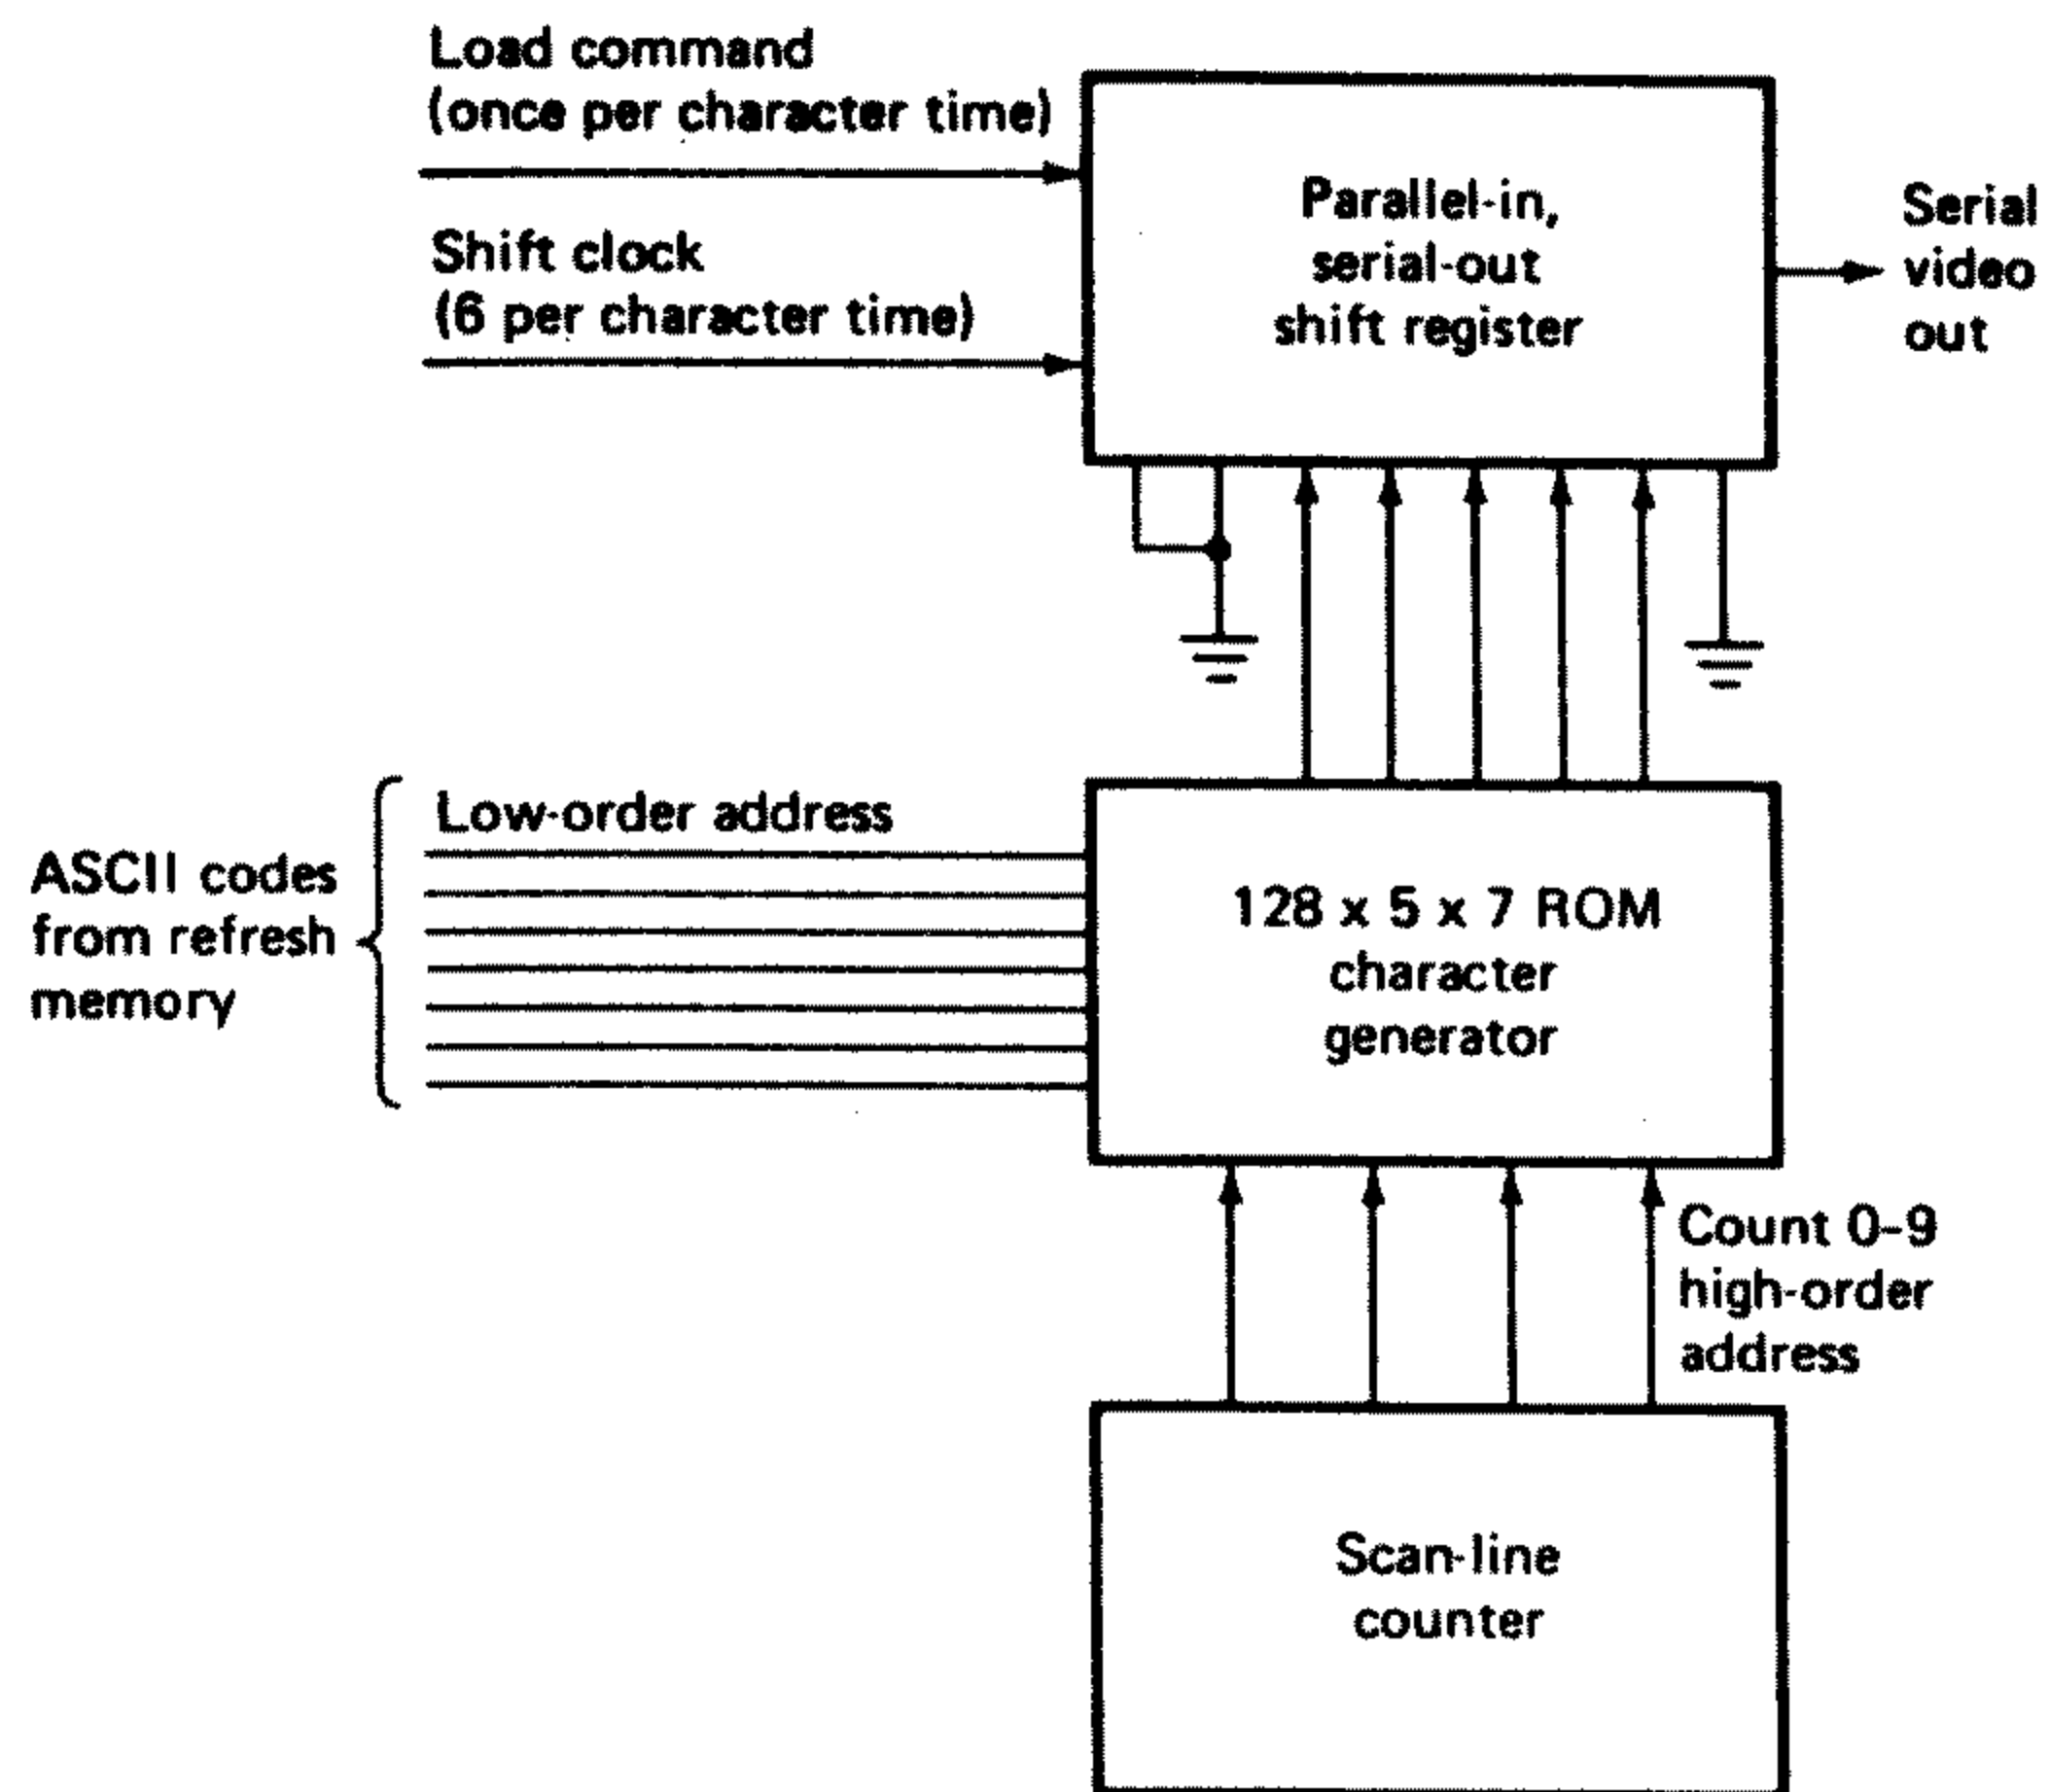 Load command
(once per character time)
Shift clock
(6 per character time)
Parallel-in,
serial-out
shift register
Serial
video
out
Low-order address
ASCII codes
from refresh
memory
128 x 5 x 7 ROM
character
generator
Count 0-9
high-order
address
Scan-line
counter